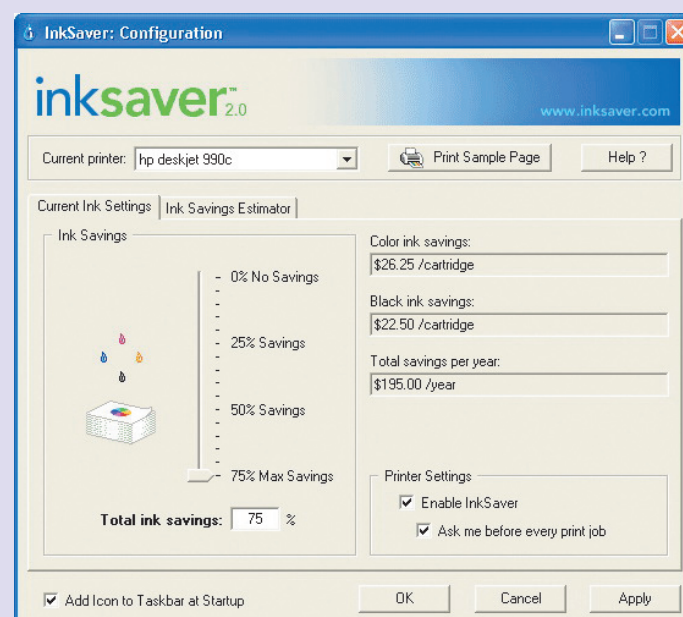 InkSaver: Configuration
inksaver™ 2.0
www.inksaver.com
Current printer: hp deskjet 990c
Print Sample Page
Help ?
Current Ink Settings
Ink Savings Estimator
Ink Savings
0% No Savings
25% Savings
50% Savings
75% Max Savings
Total ink savings: 75 %
Color ink savings:
$26.25 /cartridge
Black ink savings:
$22.50 /cartridge
Total savings per year:
$195.00 /year
Printer Settings
Enable InkSaver
Ask me before every print job
Add Icon to Taskbar at Startup
OK
Cancel
Apply